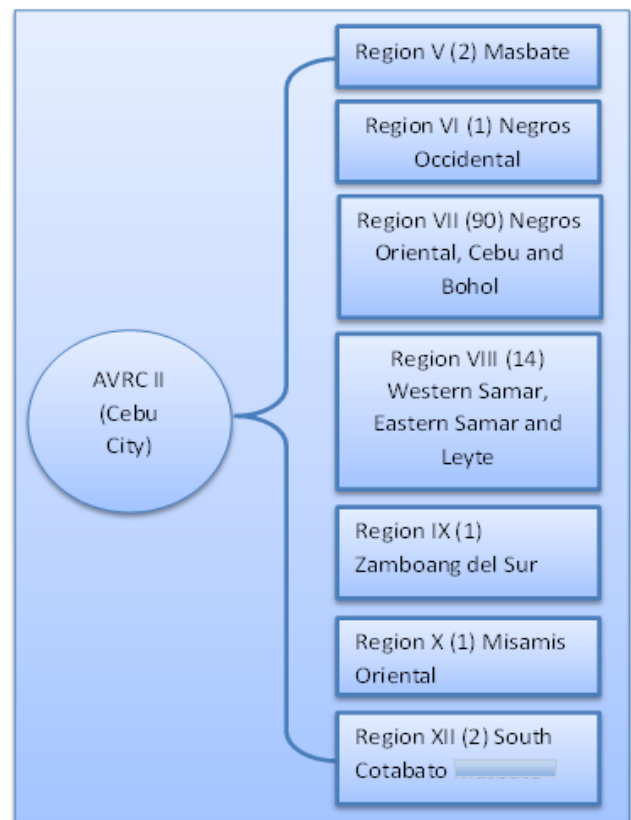 AVRC II
(Cebu
City)
Region V (2) Masbate
Region VI (1) Negros
Occidental
Region VII (90) Negros
Oriental, Cebu and
Bohol
Region VIII (14)
Western Samar,
Eastern Samar and
Leyte
Region IX (1)
Zamboang del Sur
Region X (1) Misamis
Oriental
Region XII (2) South
Cotabato